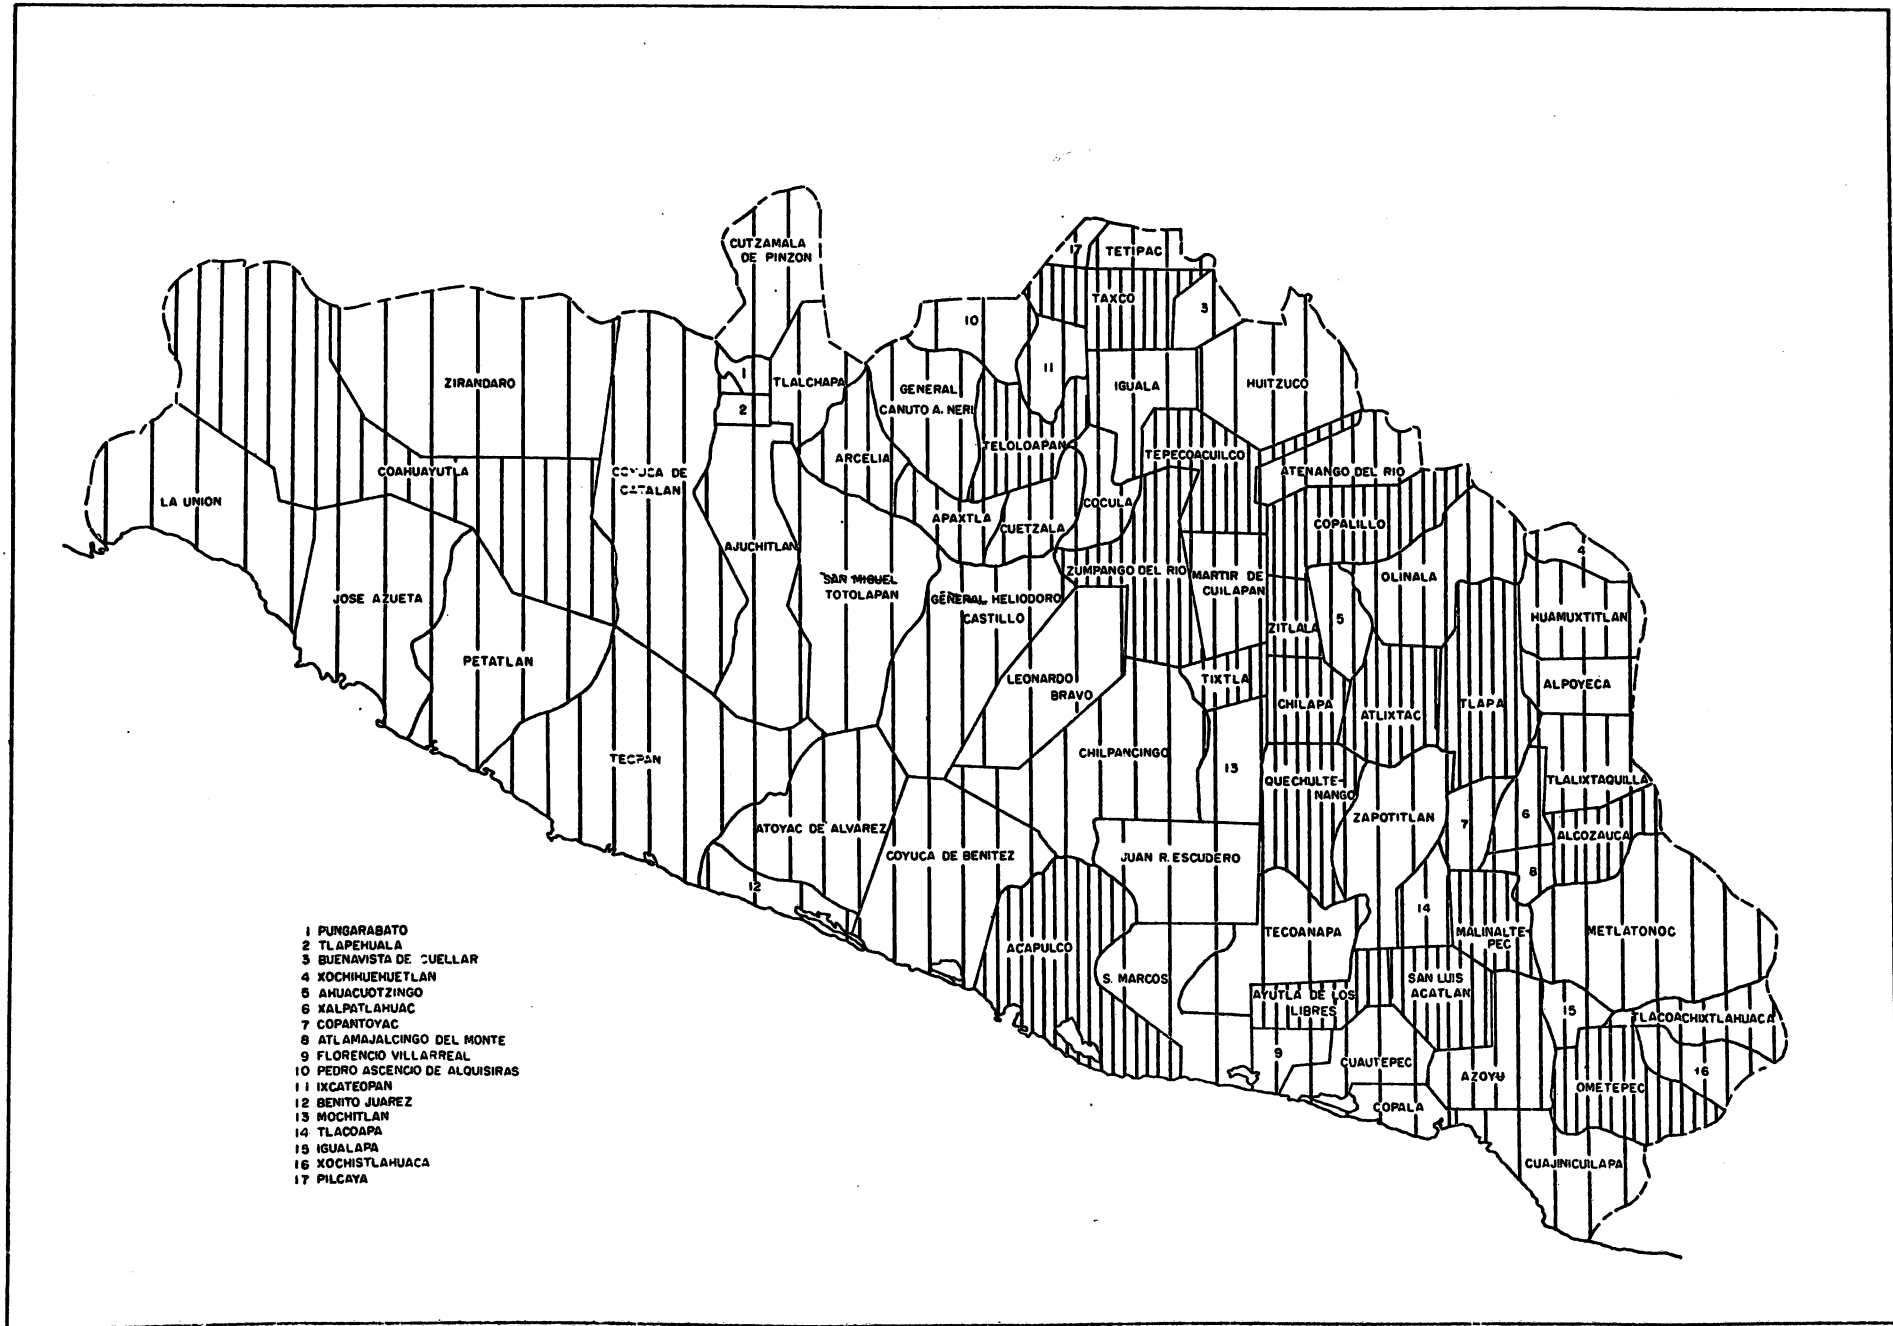 CUTZAMALA
DE PINZON
17
TETIPAC
TAXCO
3
10
11
ZIRANDARO
1
2
TLALCHAPA
GENERAL
CANUTO A. NERI
IGUALA
HUITZUCO
TELOLOAPAN
TEPECOACUILCO
ARCELIA
COAHUAYUTLA
COYUCA DE
CATALAN
ATENANGO DEL RIO
LA UNION
COCULA
APAXTLA
CUETZALA
COPALILLO
AJUCHITLAN
4
SAN MIGUEL
TOTOLAPAN
ZUMPANGO DEL RIO
MARTIR DE
CUILAPAN
OLINALA
JOSE AZUETA
GENERAL HELIODORO
CASTILLO
ZITLALA
5
HUAMUXTITLAN
PETATLAN
LEONARDO
BRAVO
TIXTLA
ALPOYECA
CHILAPA
ATLIXTAC
TLAPA
TECPAN
CHILPANCINGO
13
QUECHULTE-
NANGO
TLALIXTAQUILLA
ATOYAC DE ALVAREZ
ZAPOTITLAN
7
6
ALCOZAUCA
COYUCA DE BENITEZ
JUAN R. ESCUDERO
12
8
14
ACAPULCO
TECOANAPA
MALINALTE-
PEC
METLATONOC
S. MARCOS
SAN LUIS
ACATLAN
AYUTLA DE LOS
LIBRES
15
TLACOACHIXTLAHUACA
9
CUAUTEPEC
AZOYU
OMETEPEC
16
COPALA
CUAJINICUILAPA
1 PUNGARABATO
2 TLAPEHUALA
3 BUENAVISTA DE CUELLAR
4 XOCHIHUEHUETLAN
5 AHUACUOTZINGO
6 XALPATLAHUAC
7 COPANTOYAC
8 ATLAMAJALCINGO DEL MONTE
9 FLORENCIO VILLARREAL
10 PEDRO ASCENCIO DE ALQUISIRAS
11 IXCATEOPAN
12 BENITO JUAREZ
13 MOCHITLAN
14 TLACOAPA
15 IGUALAPA
16 XOCHISTLAHUACA
17 PILCAYA